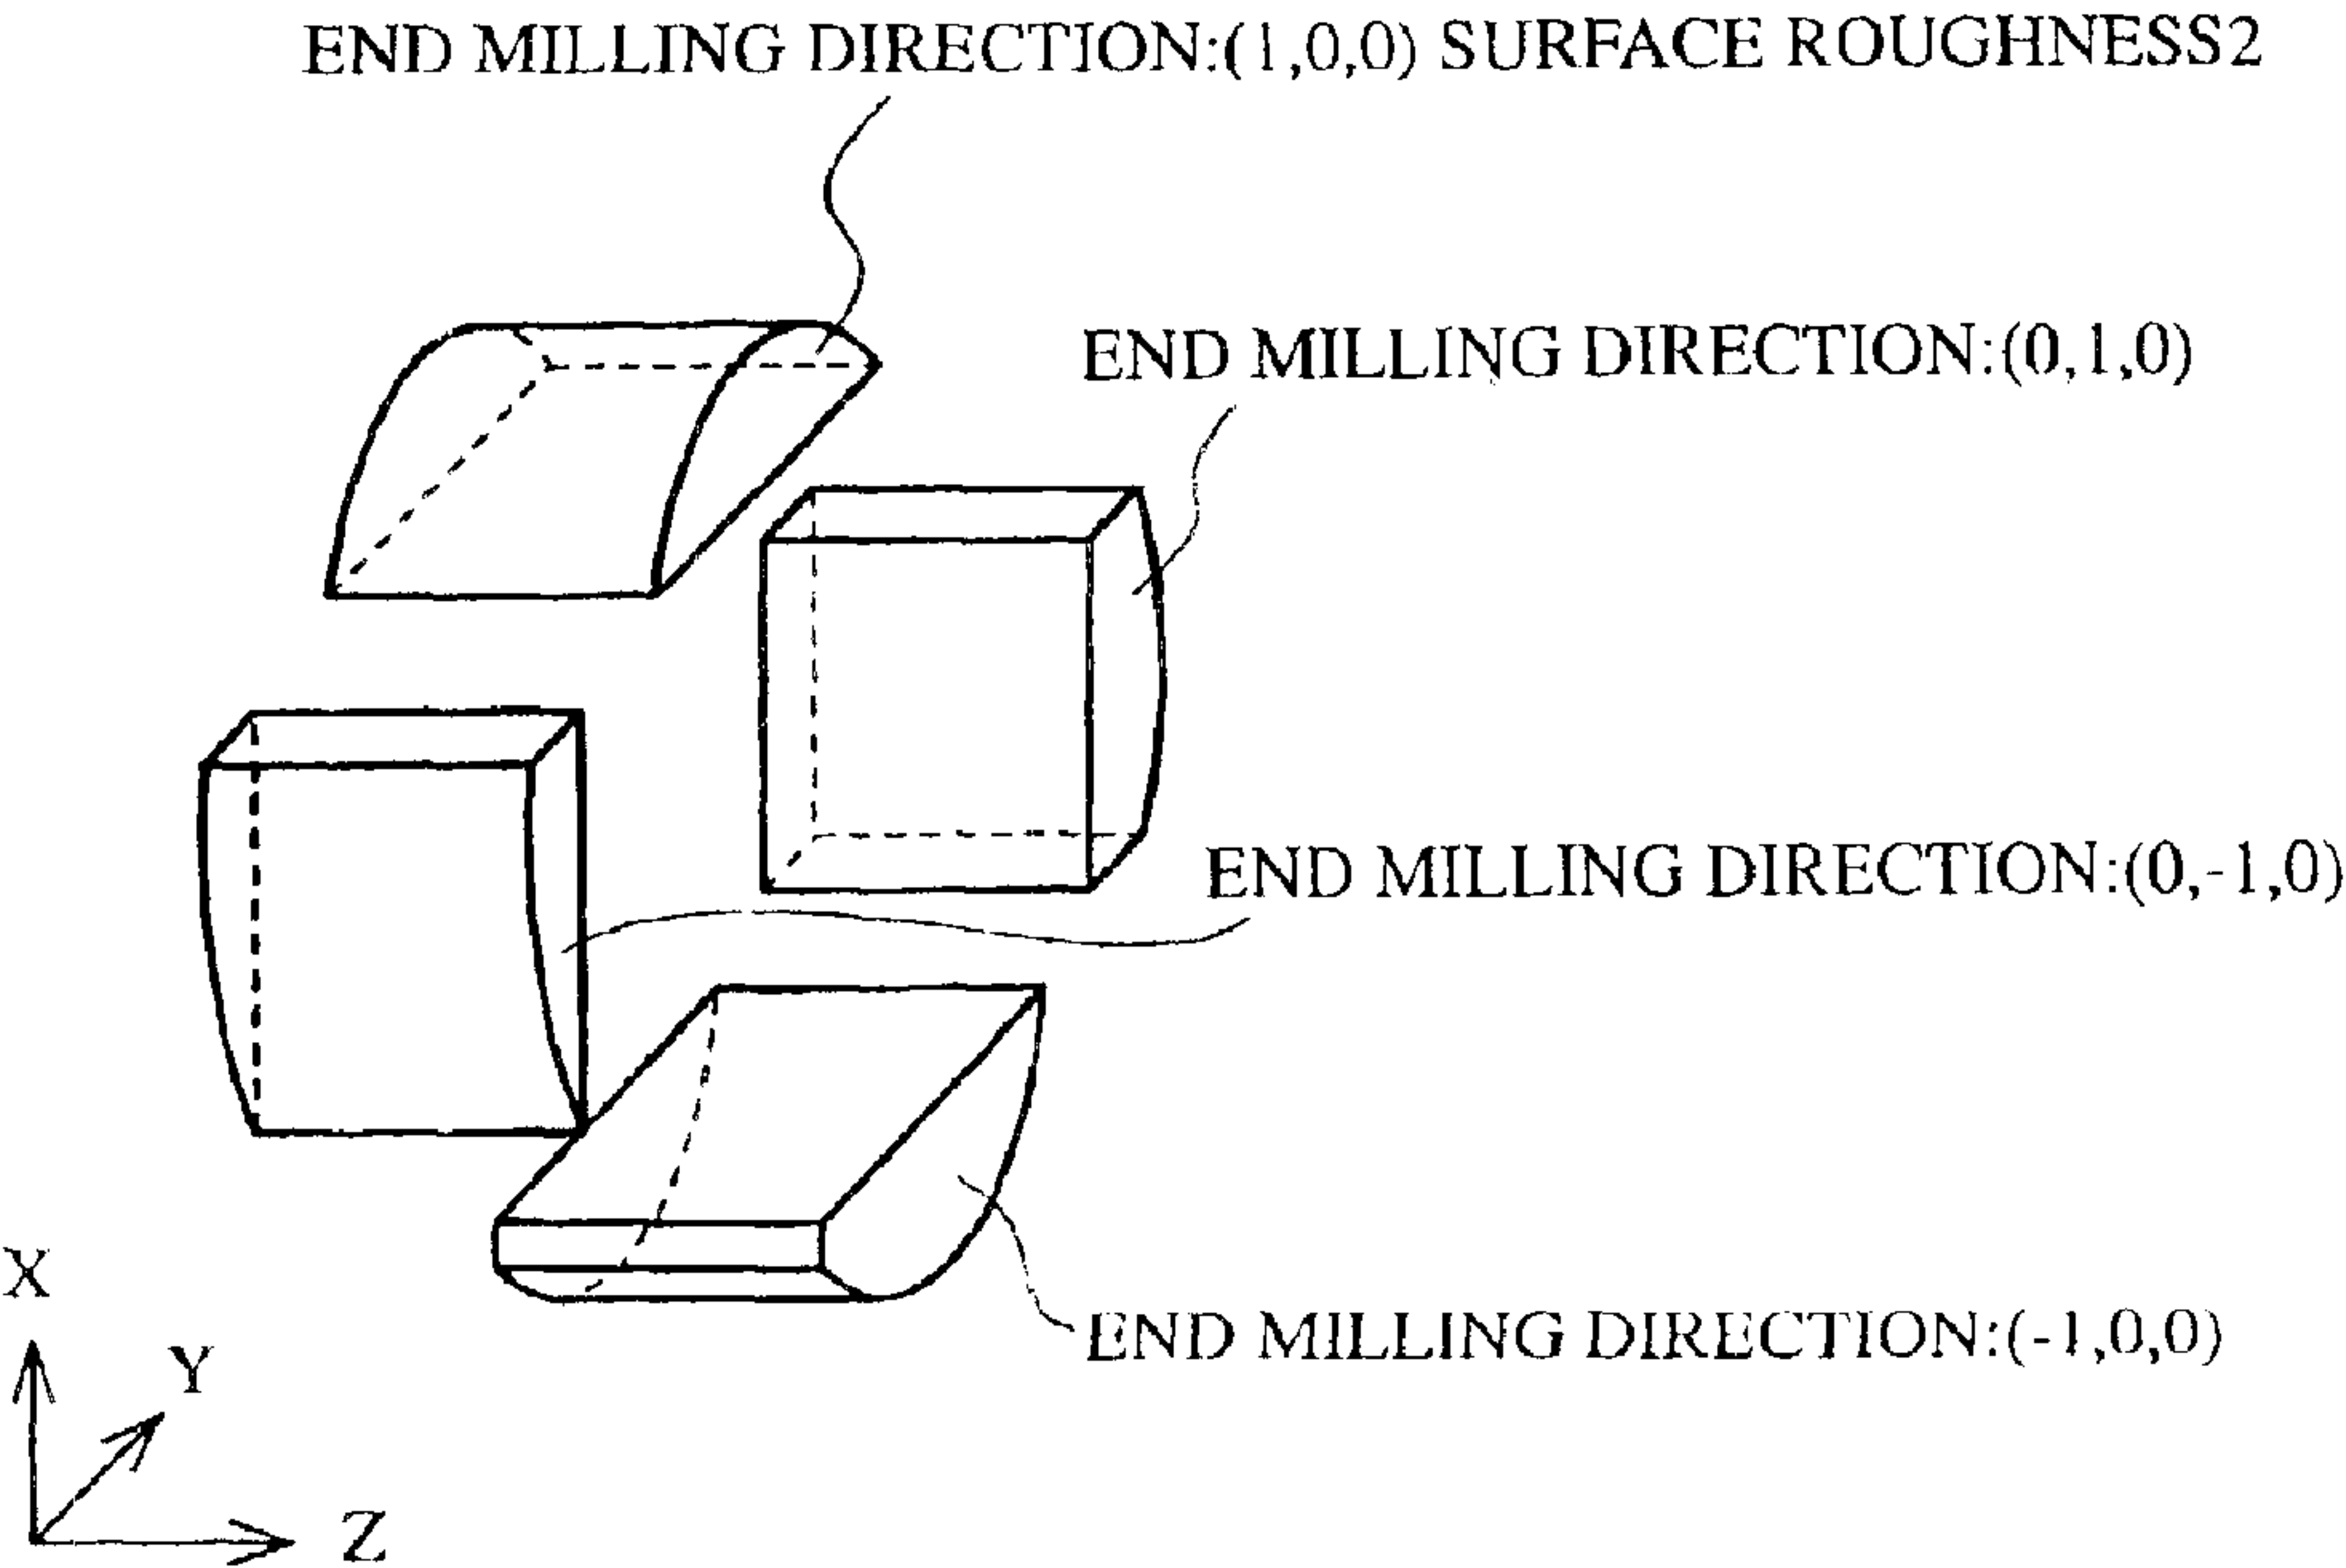 END MILLING DIRECTION:(1,0,0) SURFACE ROUGHNESS2
END MILLING DIRECTION:(0,1,0)
END MILLING DIRECTION:(0,-1,0)
END MILLING DIRECTION:(-1,0,0)
X
Y
Z